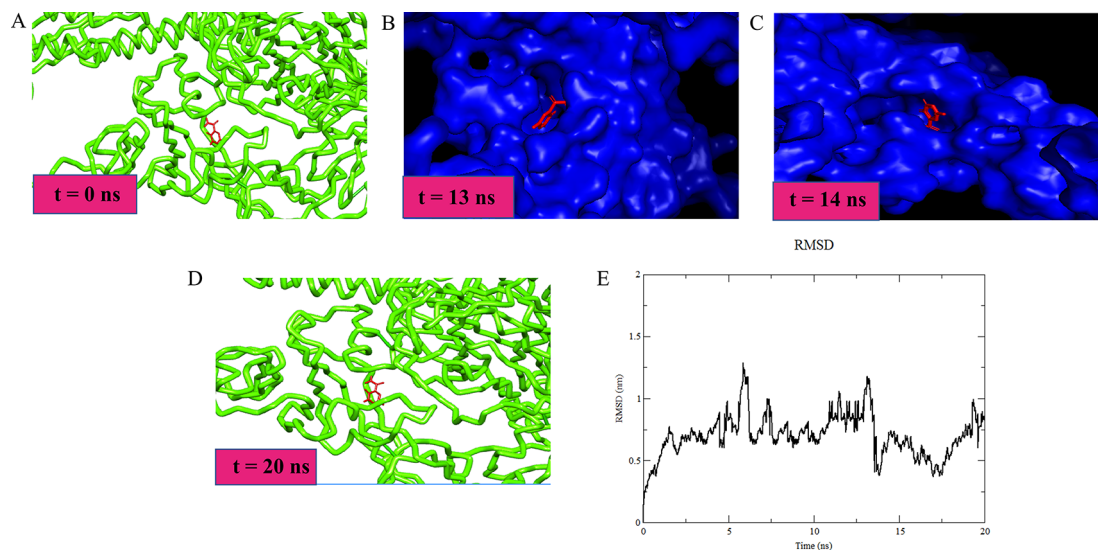 A
B
C
t = 0 ns
t = 13 ns
t = 14 ns
RMSD
D
E
t = 20 ns
2
1.5
1
0.5
0
RMSD (nm)
0
5
10
15
20
Time (ns)